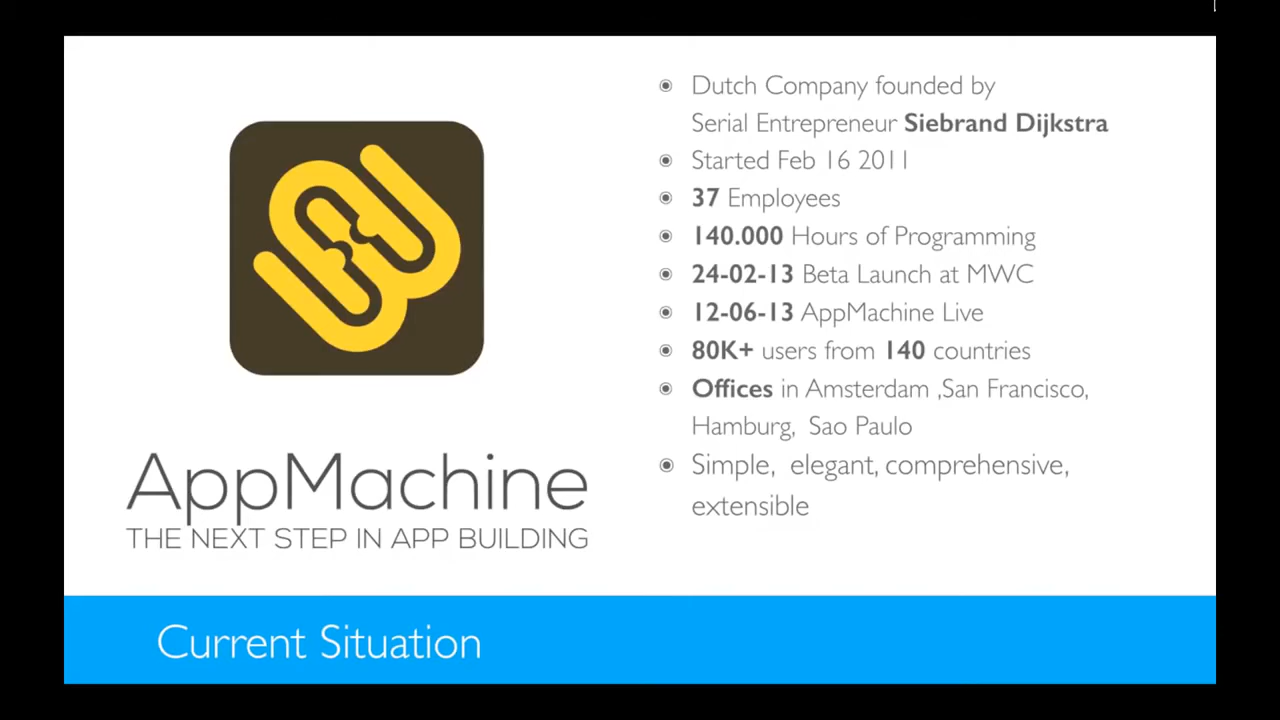 AppMachine
THE NEXT STEP IN APP BUILDING
Dutch Company founded by
Serial Entrepreneur Siebrand Dijkstra
Started Feb 16 2011
37 Employees
140.000 Hours of Programming
24-02-13 Beta Launch at MWC
12-06-13 AppMachine Live
80K+ users from 140 countries
Offices in Amsterdam ,San Francisco,
Hamburg, Sao Paulo
Simple, elegant, comprehensive,
extensible
Current Situation